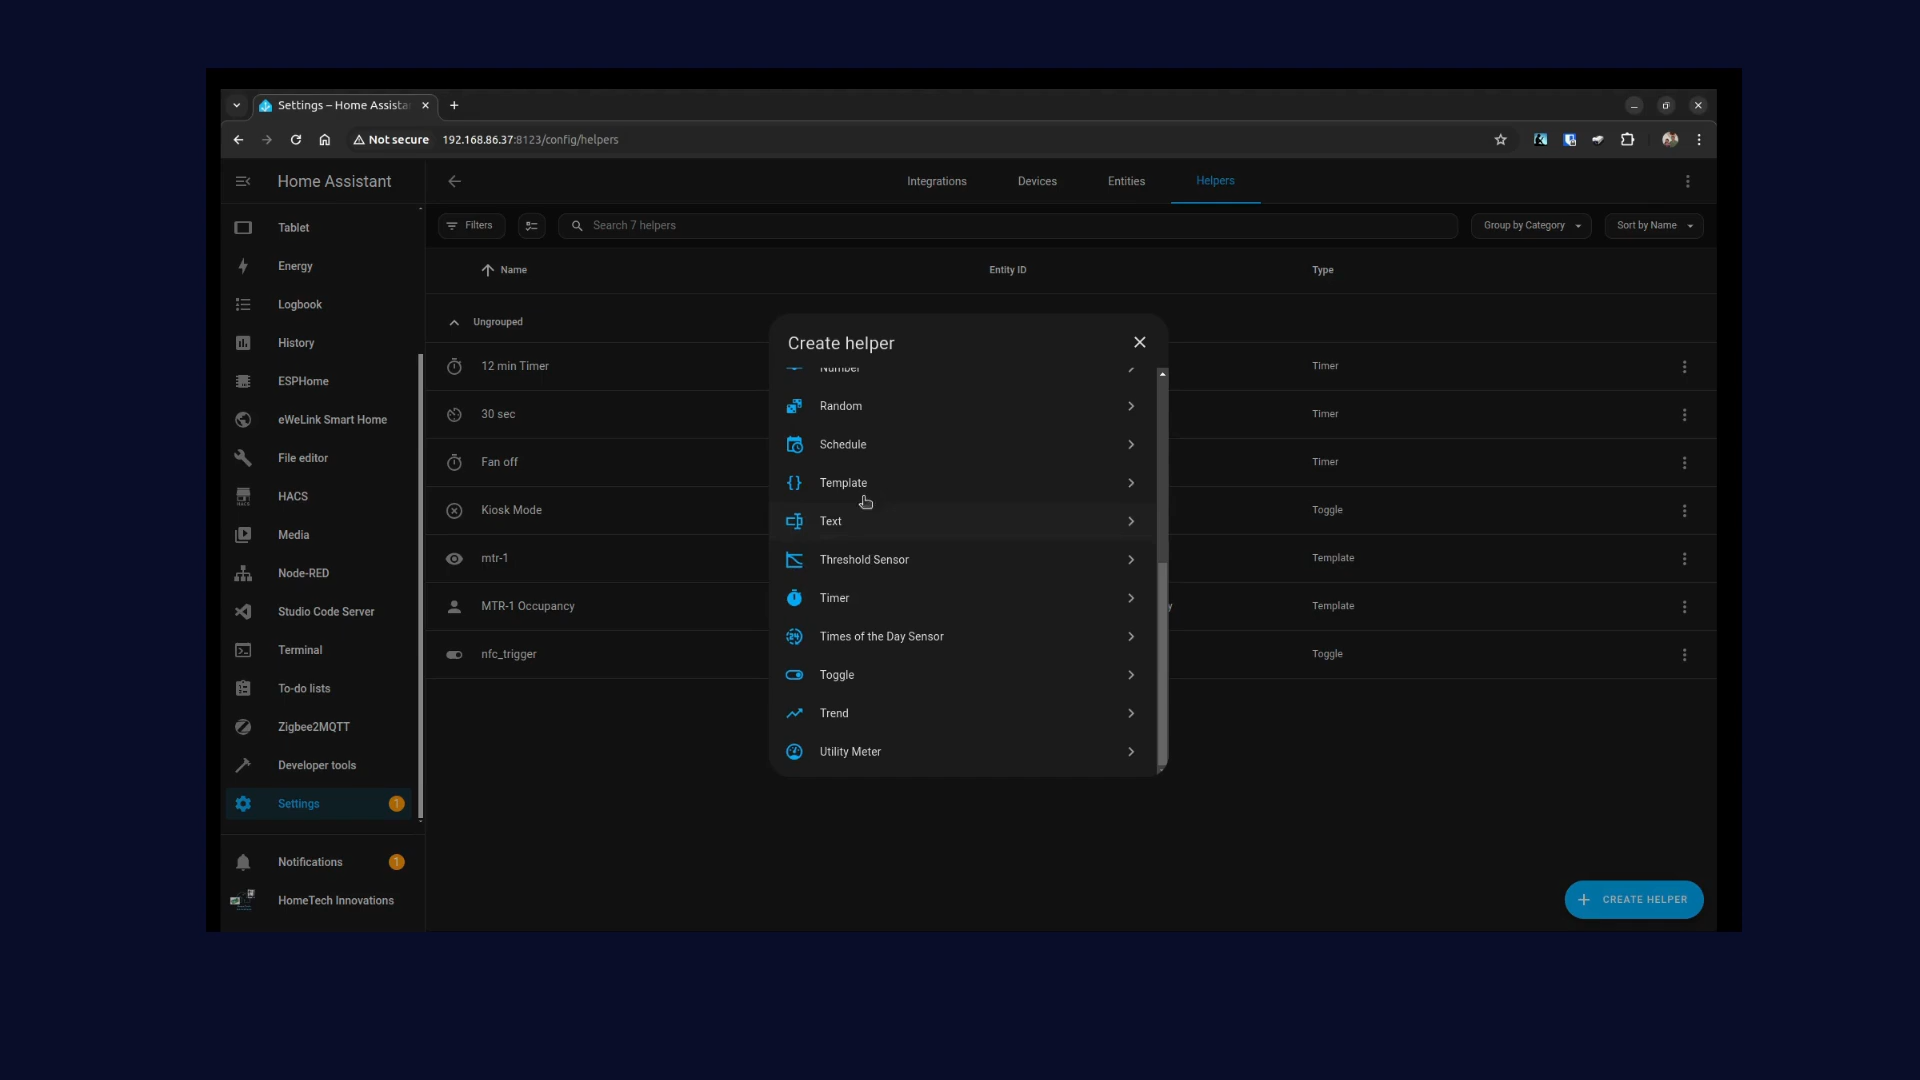 Settings – Home Assista
Not secure 192.168.86.37:8123/config/helpers
Home Assistant
Integrations Devices Entities Helpers
Tablet
Energy
Logbook
History
ESPHome
eWeLink Smart Home
File editor
HACS
Media
Node-RED
Studio Code Server
Terminal
To-do lists
Zigbee2MQTT
Developer tools
Settings 1
Notifications 1
HomeTech Innovations
Filters Search 7 helpers Group by Category Sort by Name
Name Entity ID Type
Ungrouped
12 min Timer Timer
30 sec Timer
Fan off Timer
Kiosk Mode Toggle
mtr-1 Template
MTR-1 Occupancy y Template
nfc_trigger Toggle
Create helper
Number
Random
Schedule
Template
Text
Threshold Sensor
Timer
24
Times of the Day Sensor
Toggle
Trend
Utility Meter
CREATE HELPER